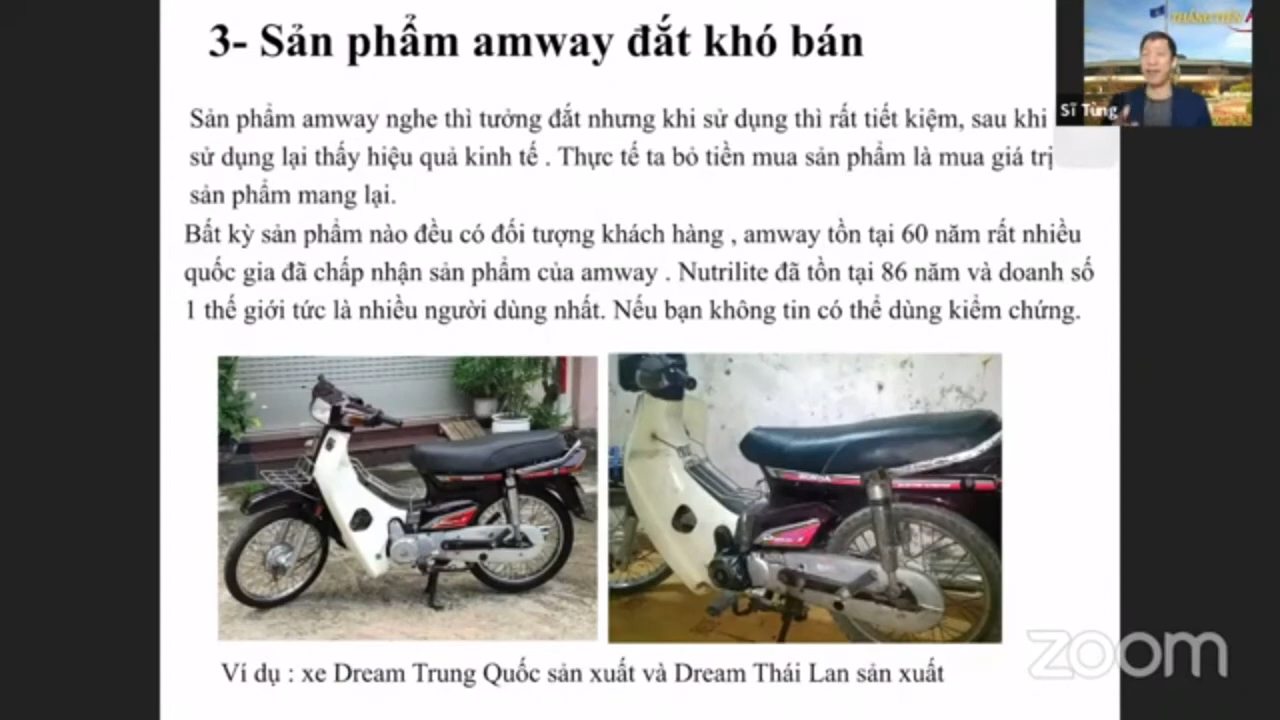 3- Sản phẩm amway đắt khó bán
Sĩ Tùng
Sản phẩm amway nghe thì tưởng đắt nhưng khi sử dụng thì rất tiết kiệm, sau khi
sử dụng lại thấy hiệu quả kinh tế . Thực tế ta bỏ tiền mua sản phẩm là mua giá trị
sản phẩm mang lại.
Bất kỳ sản phẩm nào đều có đối tượng khách hàng , amway tồn tại 60 năm rất nhiều
quốc gia đã chấp nhận sản phẩm của amway . Nutrilite đã tồn tại 86 năm và doanh số
1 thế giới tức là nhiều người dùng nhất. Nếu bạn không tin có thể dùng kiểm chứng.
Ví dụ : xe Dream Trung Quốc sản xuất và Dream Thái Lan sản xuất
zoom